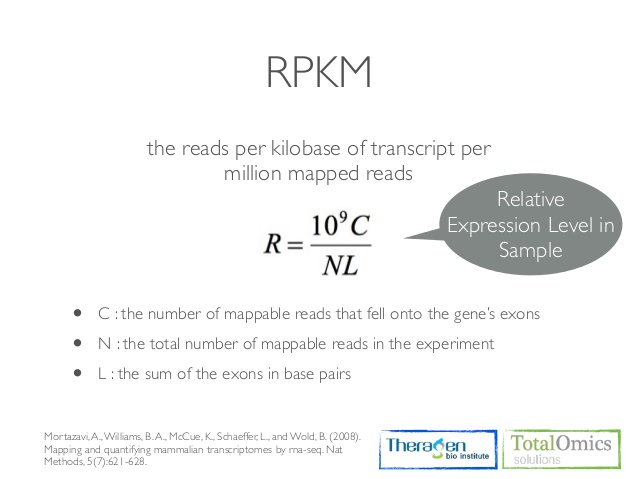 RPKM
the reads per kilobase of transcript per
million mapped reads
Relative
Expression Level in
Sample
R = 10⁹C / NL
• C : the number of mappable reads that fell onto the gene's exons
• N : the total number of mappable reads in the experiment
• L : the sum of the exons in base pairs
Mortazavi, A., Williams, B. A., McCue, K., Schaeffer, L., and Wold, B. (2008).
Mapping and quantifying mammalian transcriptomes by rna-seq. Nat
Methods, 5(7):621-628.
Theragen
bio institute
TotalOmics
solutions